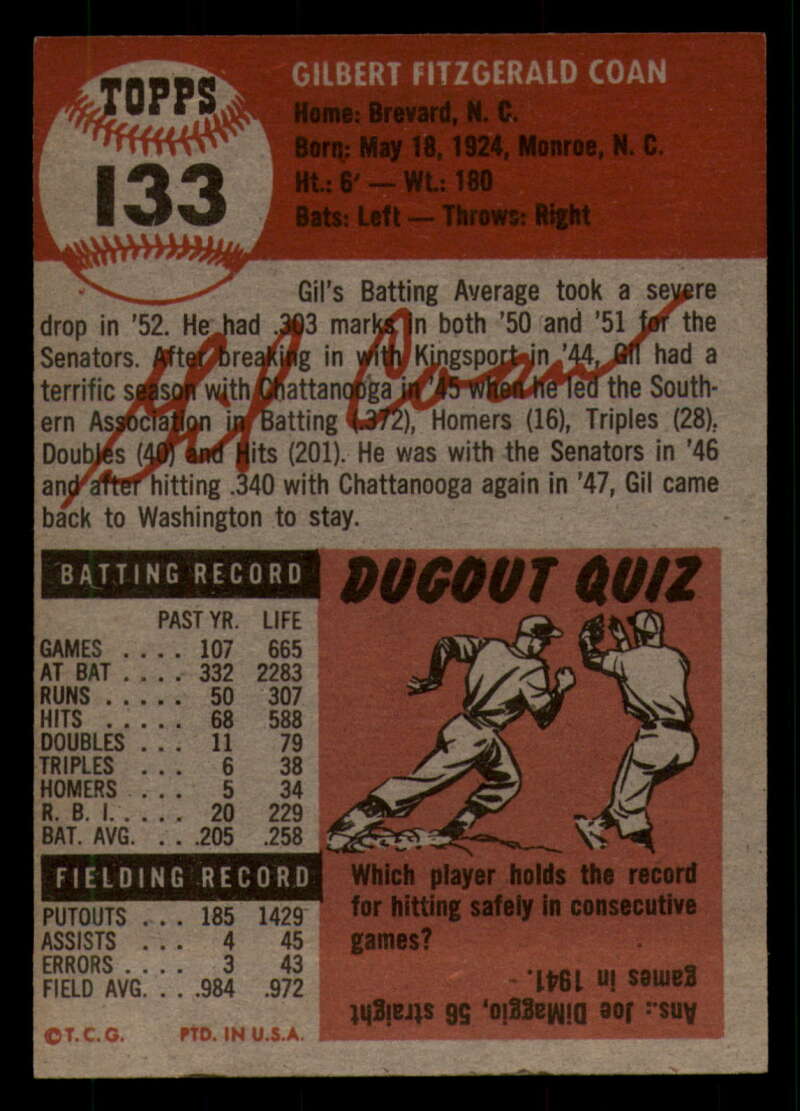 TOPPS
133
GILBERT FITZGERALD COAN
Home: Brevard, N. C.
Born: May 18, 1924, Monroe, N. C.
Ht.: 6' — Wt.: 180
Bats: Left — Throws: Right
Gil's Batting Average took a severe
drop in '52. He had .303 marks in both '50 and '51 for the
Senators. After breaking in with Kingsport in '44, Gil had a
terrific season with Chattanooga in '45 when he led the South-
ern Association in Batting (.372), Homers (16), Triples (28),
Doubles (40) and Hits (201). He was with the Senators in '46
and after hitting .340 with Chattanooga again in '47, Gil came
back to Washington to stay.
BATTING RECORD
PAST YR. LIFE
GAMES .... 107 665
AT BAT .... 332 2283
RUNS ..... 50 307
HITS ..... 68 588
DOUBLES ... 11 79
TRIPLES ... 6 38
HOMERS .... 5 34
R. B. I. .... 20 229
BAT. AVG. ... .205 .258
FIELDING RECORD
PUTOUTS ... 185 1429
ASSISTS ... 4 45
ERRORS .... 3 43
FIELD AVG. ... .984 .972
©T.C.G. PTD. IN U.S.A.
DUGOUT QUIZ
Which player holds the record
for hitting safely in consecutive
games?
Ans.: Joe DiMaggio, 56 straight
games in 1941.